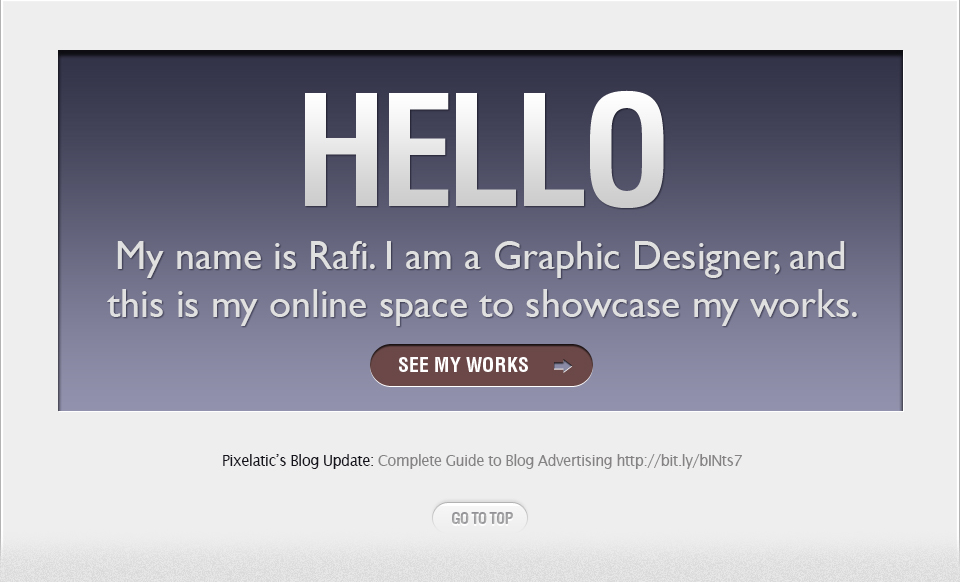 HELLO
My name is Rafi. I am a Graphic Designer, and
this is my online space to showcase my works.
SEE MY WORKS
Pixelatic's Blog Update: Complete Guide to Blog Advertising http://bit.ly/bINts7
GO TO TOP